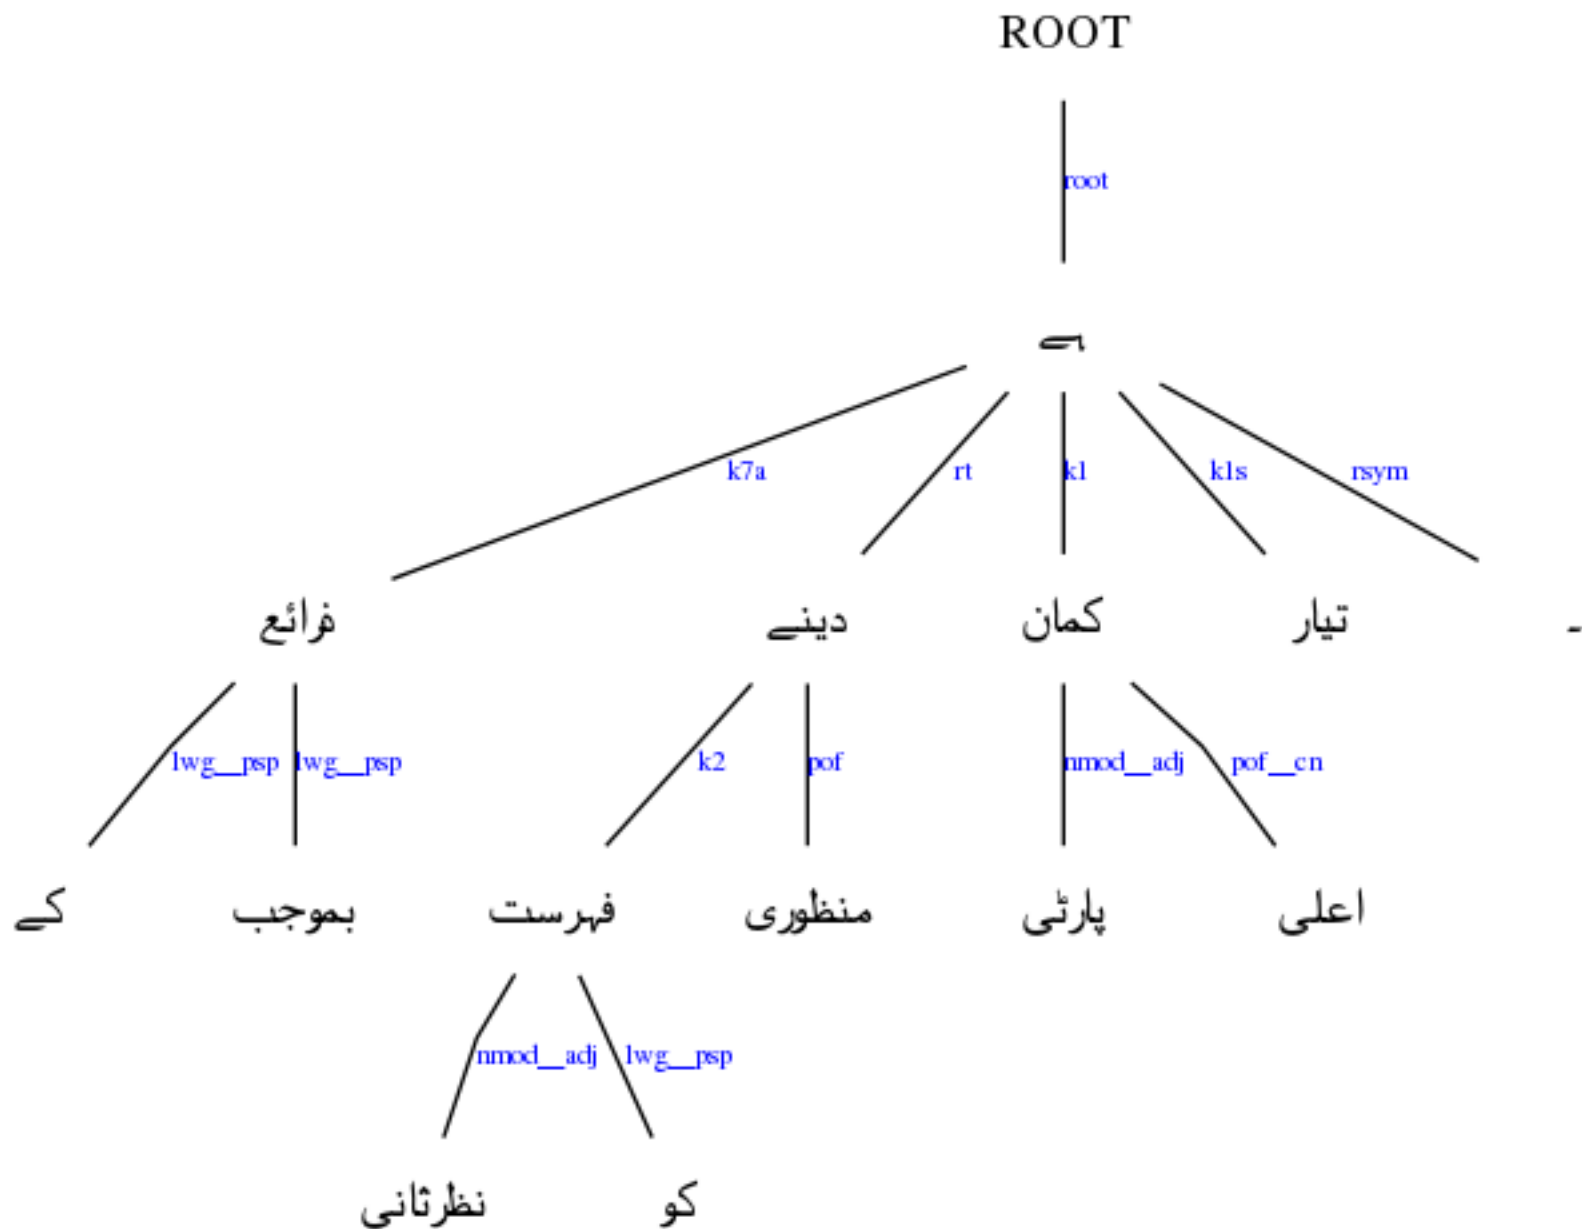 ROOT
root
ہے
k7a rt k1 k1s rsym
فرائع دینے کمان تیار ۔
lwg__psp lwg__psp k2 pof nmod__adj pof__cn
کے بموجب فہرست منظوری پارٹی اعلی
nmod__adj lwg__psp
نظرثانی کو